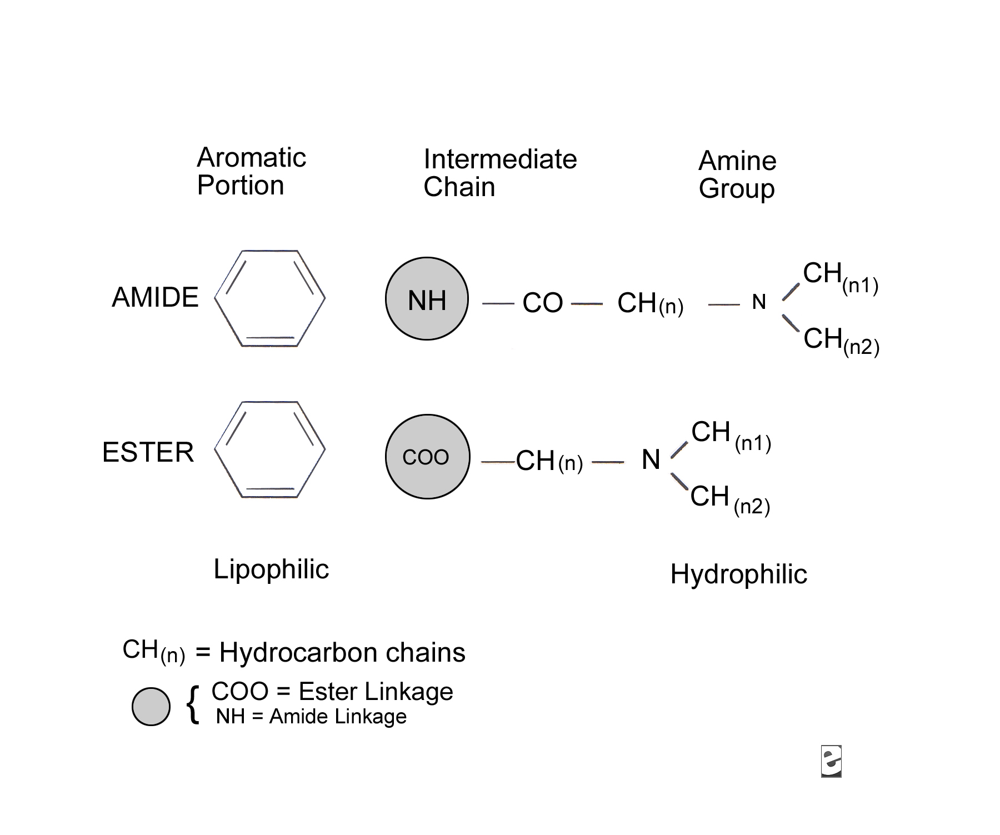 Aromatic
Portion
Intermediate
Chain
Amine
Group
AMIDE
NH — CO — CH(n) — N
CH(n1)
CH(n2)
ESTER
COO —CH(n) — N
CH (n1)
CH (n2)
Lipophilic
Hydrophilic
CH(n) = Hydrocarbon chains
{ COO = Ester Linkage
NH = Amide Linkage
e